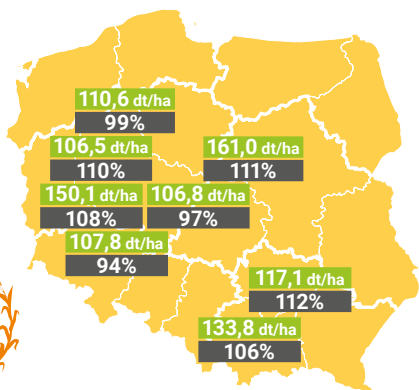 110,6 dt/ha
99%
106,5 dt/ha
110%
161,0 dt/ha
111%
150,1 dt/ha
108%
106,8 dt/ha
97%
107,8 dt/ha
94%
117,1 dt/ha
112%
133,8 dt/ha
106%